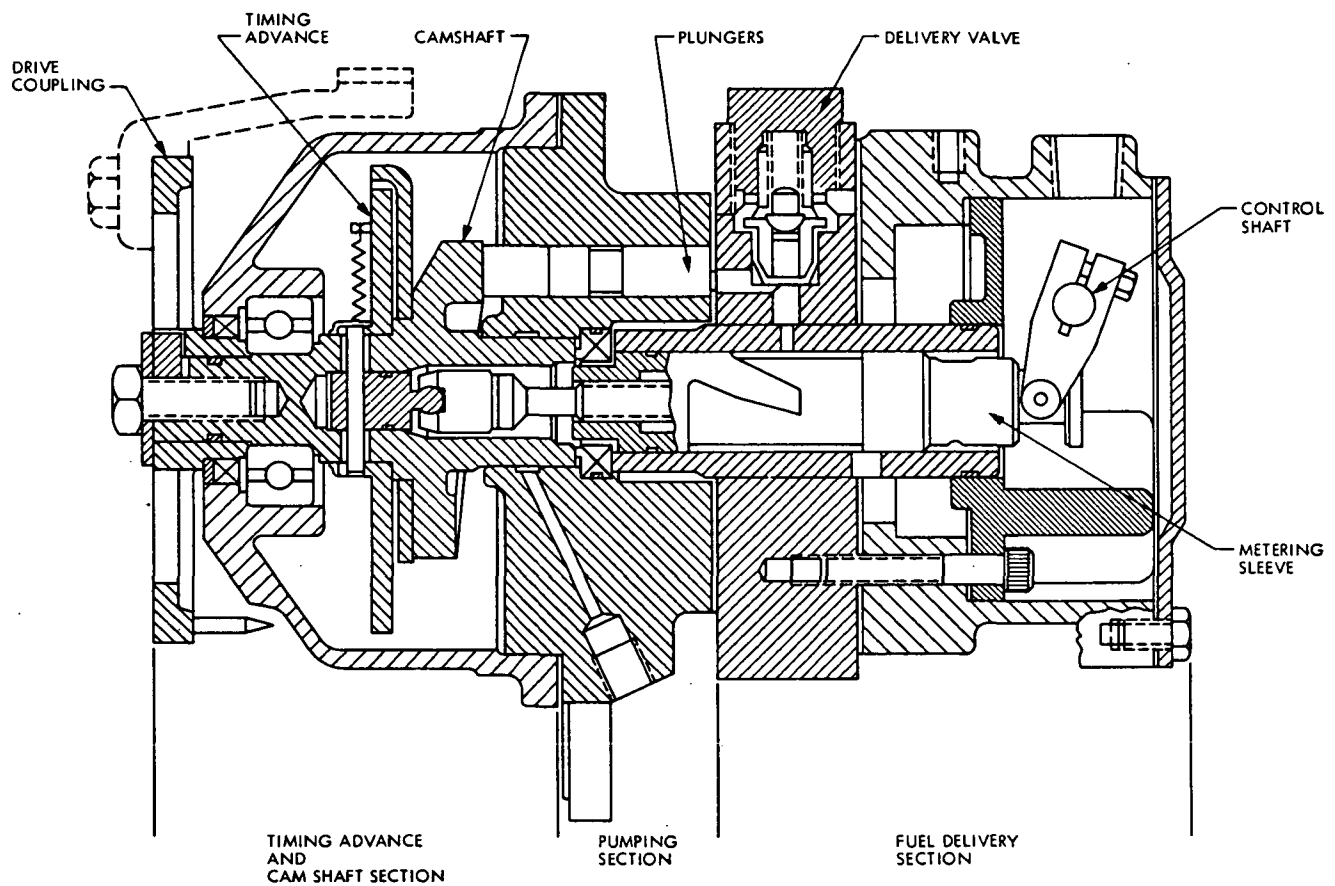 TIMING
ADVANCE
CAMSHAFT
PLUNGERS
DELIVERY VALVE
DRIVE
COUPLING
CONTROL
SHAFT
METERING
SLEEVE
TIMING ADVANCE
AND
CAM SHAFT SECTION
PUMPING
SECTION
FUEL DELIVERY
SECTION